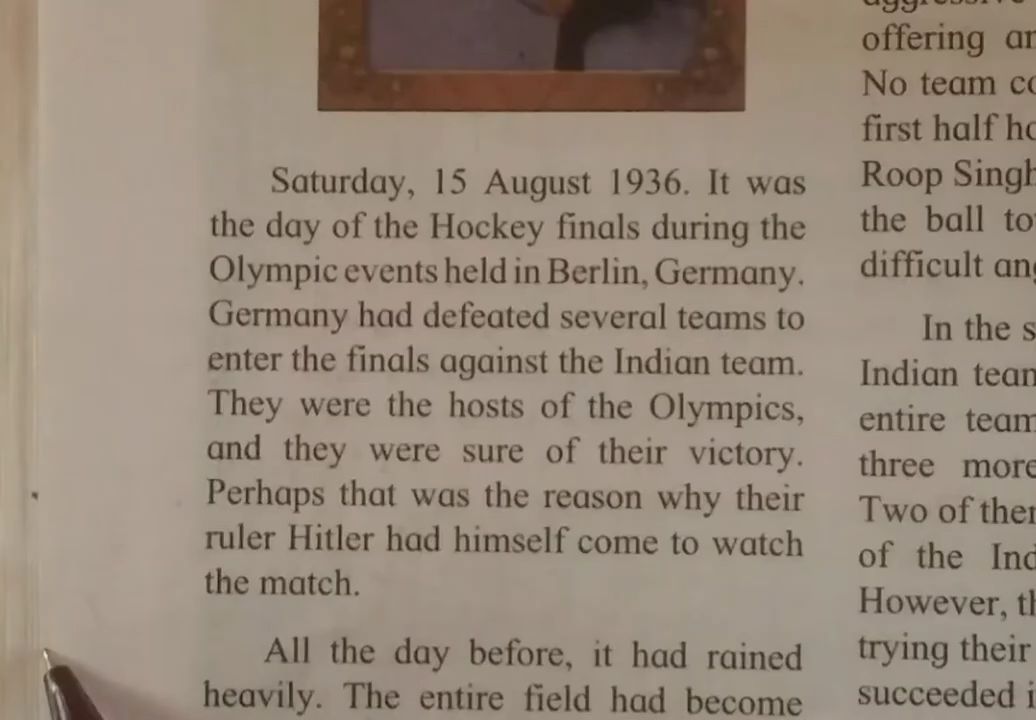 Saturday, 15 August 1936. It was
the day of the Hockey finals during the
Olympic events held in Berlin, Germany.
Germany had defeated several teams to
enter the finals against the Indian team.
They were the hosts of the Olympics,
and they were sure of their victory.
Perhaps that was the reason why their
ruler Hitler had himself come to watch
the match.
All the day before, it had rained
heavily. The entire field had become
offering
No team
first half
Roop Singh
the ball
difficult
In the
Indian
entire team
three more
Two of
of the
However,
trying their
succeeded